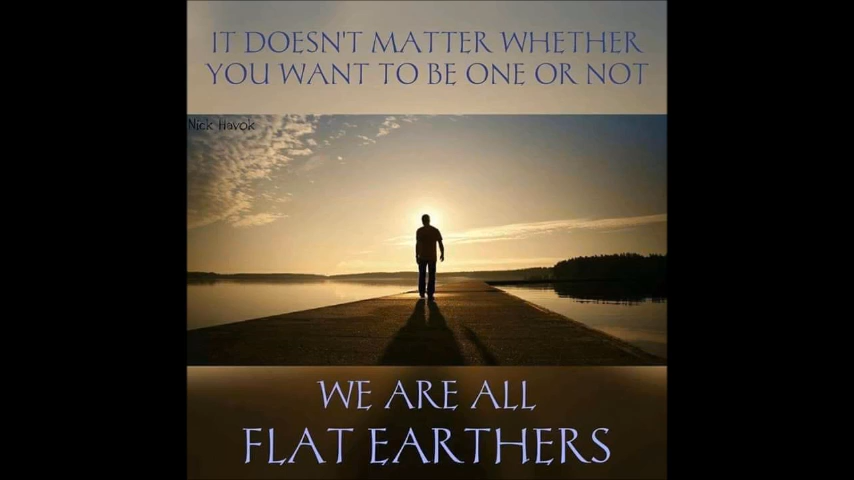 IT DOESN'T MATTER WHETHER
YOU WANT TO BE ONE OR NOT
Nick Havok
WE ARE ALL
FLAT EARTHERS